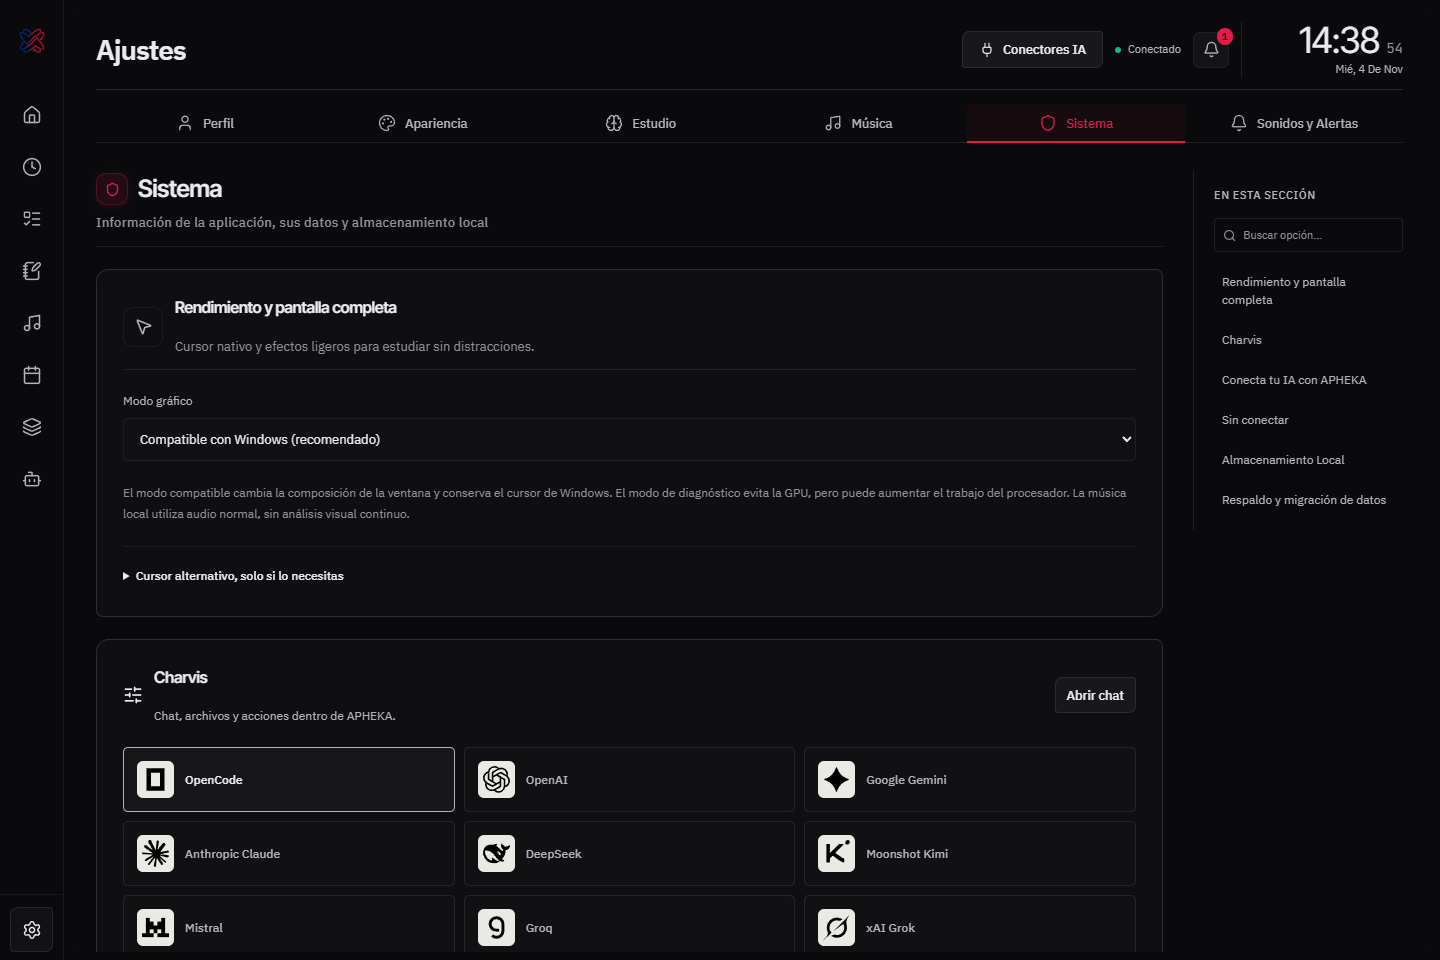 Ajustes
Conectores IA
Conectado
1
14:38 54
Mié, 4 De Nov
Perfil
Apariencia
Estudio
Música
Sistema
Sonidos y Alertas
Sistema
Información de la aplicación, sus datos y almacenamiento local
Rendimiento y pantalla completa
Cursor nativo y efectos ligeros para estudiar sin distracciones.
Modo gráfico
Compatible con Windows (recomendado)
El modo compatible cambia la composición de la ventana y conserva el cursor de Windows. El modo de diagnóstico evita la GPU, pero puede aumentar el trabajo del procesador. La música
local utiliza audio normal, sin análisis visual continuo.
Cursor alternativo, solo si lo necesitas
Charvis
Chat, archivos y acciones dentro de APHEKA.
Abrir chat
OpenCode
OpenAI
Google Gemini
Anthropic Claude
DeepSeek
Moonshot Kimi
Mistral
Groq
xAI Grok
EN ESTA SECCIÓN
Buscar opción...
Rendimiento y pantalla
completa
Charvis
Conecta tu IA con APHEKA
Sin conectar
Almacenamiento Local
Respaldo y migración de datos